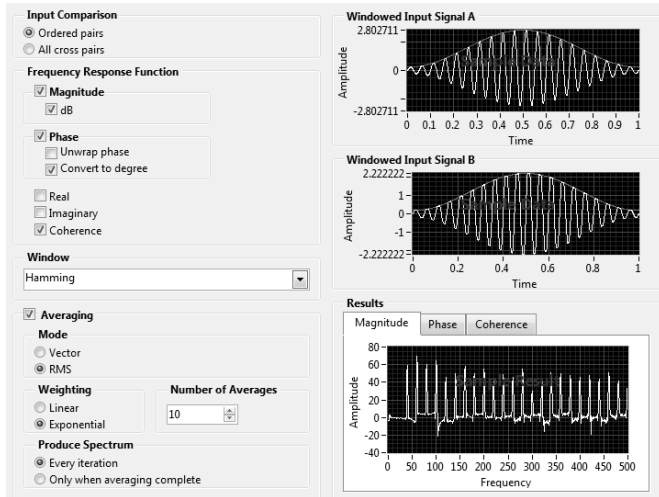 Input Comparison
Ordered pairs
All cross pairs
Frequency Response Function
Magnitude
dB
Phase
Unwrap phase
Convert to degree
Real
Imaginary
Coherence
Window
Hamming
Averaging
Mode
Vector
RMS
Weighting
Linear
Exponential
Number of Averages
10
Produce Spectrum
Every iteration
Only when averaging complete
Windowed Input Signal A
Amplitude
2.802711
0
-2.802711
Sample Data
0 0.1 0.2 0.3 0.4 0.5 0.6 0.7 0.8 0.9 1
Time
Windowed Input Signal B
Amplitude
2.222222
1
0
-1
-2.222222
Sample Data
0 0.2 0.4 0.6 0.8 1
Time
Results
Magnitude Phase Coherence
Amplitude
80
60
40
20
0
-20
-40
Sample Result
0 50 100 150 200 250 300 350 400 450 500
Frequency